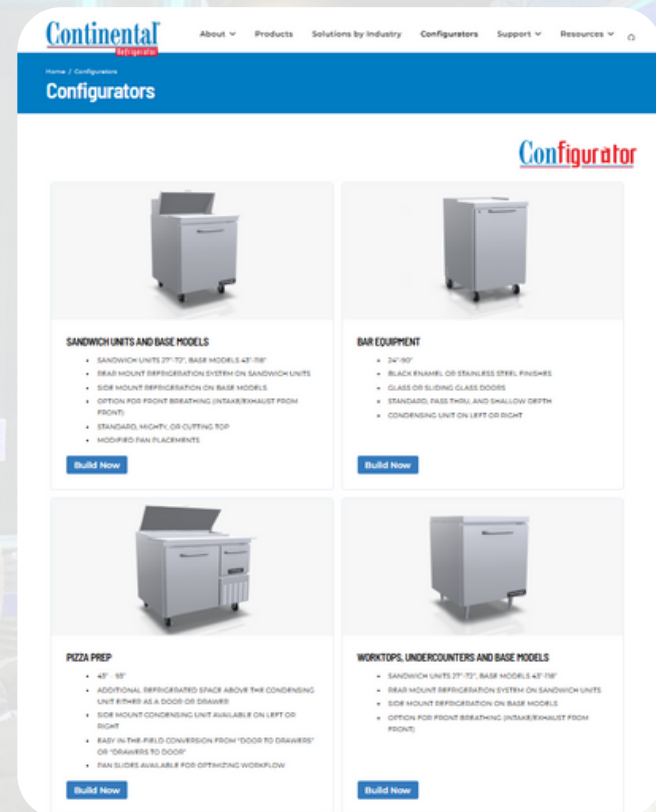 Continental
Refrigerator
About Products Solutions by Industry Configurators Support Resources
Home / Configurators
Configurators
Configurator
SANDWICH UNITS AND BASE MODELS
SANDWICH UNITS 27"-72", BASE MODELS 43"-118"
REAR MOUNT REFRIGERATION SYSTEM ON SANDWICH UNITS
SIDE MOUNT REFRIGERATION ON BASE MODELS
OPTION FOR FRONT BREATHING (INTAKE/EXHAUST FROM
FRONT)
STANDARD, MIGHTY, OR CUTTING TOP
MODIFIED PAN PLACEMENTS
Build Now
BAR EQUIPMENT
24"-90"
BLACK ENAMEL OR STAINLESS STEEL FINISHES
GLASS OR SLIDING GLASS DOORS
STANDARD, PASS THRU, AND SHALLOW DEPTH
CONDENSING UNIT ON LEFT OR RIGHT
Build Now
PIZZA PREP
43" - 93"
ADDITIONAL REFRIGERATED SPACE ABOVE THE CONDENSING
UNIT EITHER AS A DOOR OR DRAWER
SIDE MOUNT CONDENSING UNIT AVAILABLE ON LEFT OR
RIGHT
EASY IN-THE-FIELD CONVERSION FROM "DOOR TO DRAWERS"
OR "DRAWERS TO DOOR"
PAN SLIDES AVAILABLE FOR OPTIMIZING WORKFLOW
Build Now
WORKTOPS, UNDERCOUNTERS AND BASE MODELS
SANDWICH UNITS 27"-72", BASE MODELS 43"-118"
REAR MOUNT REFRIGERATION SYSTEM ON SANDWICH UNITS
SIDE MOUNT REFRIGERATION ON BASE MODELS
OPTION FOR FRONT BREATHING (INTAKE/EXHAUST FROM
FRONT)
Build Now